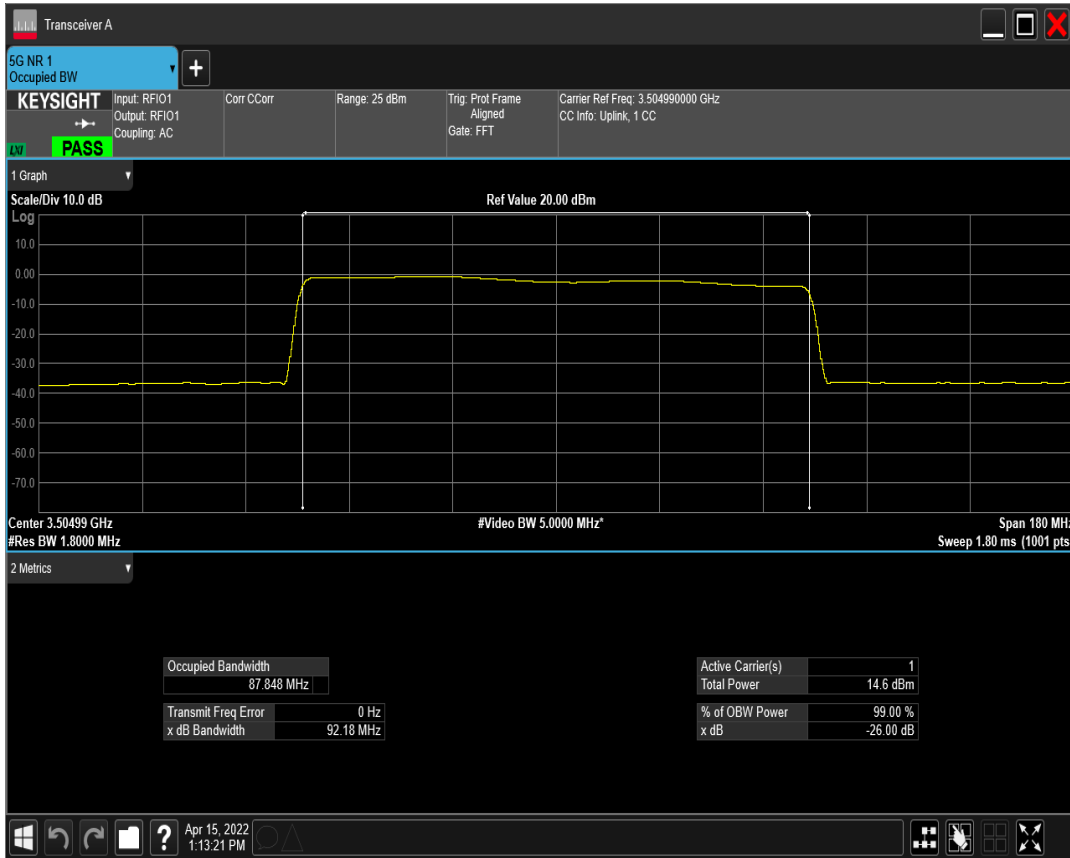 Transceiver A
5G NR 1
Occupied BW
KEYSIGHT
LXI
PASS
Input: RFIO1
Output: RFIO1
Coupling: AC
Corr CCorr
Range: 25 dBm
Trig: Prot Frame
Aligned
Gate: FFT
Carrier Ref Freq: 3.504990000 GHz
CC Info: Uplink, 1 CC
1 Graph
Scale/Div 10.0 dB
Ref Value 20.00 dBm
Log
10.0
0.00
-10.0
-20.0
-30.0
-40.0
-50.0
-60.0
-70.0
Center 3.50499 GHz
#Video BW 5.0000 MHz*
Span 180 MHz
#Res BW 1.8000 MHz
Sweep 1.80 ms (1001 pts
2 Metrics
Occupied Bandwidth
87.848 MHz
Transmit Freq Error 0 Hz
x dB Bandwidth 92.18 MHz
Active Carrier(s) 1
Total Power 14.6 dBm
% of OBW Power 99.00 %
x dB -26.00 dB
?
Apr 15, 2022
1:13:21 PM